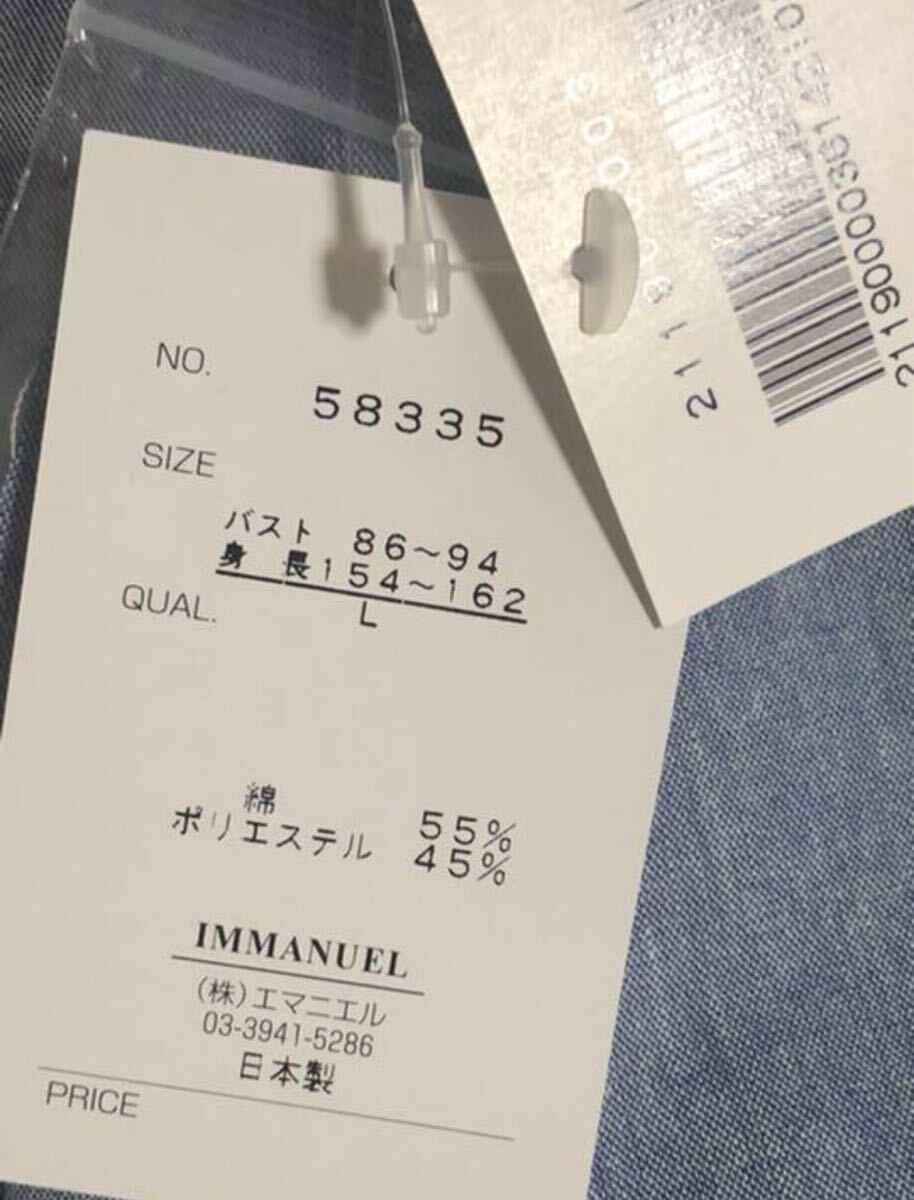 NO.
58335
SIZE
バスト 86～94
身 長154～162
L
QUAL.
綿 55%
ポリエステル 45%
IMMANUEL
(株)エマニエル
03-3941-5286
日本製
PRICE
211